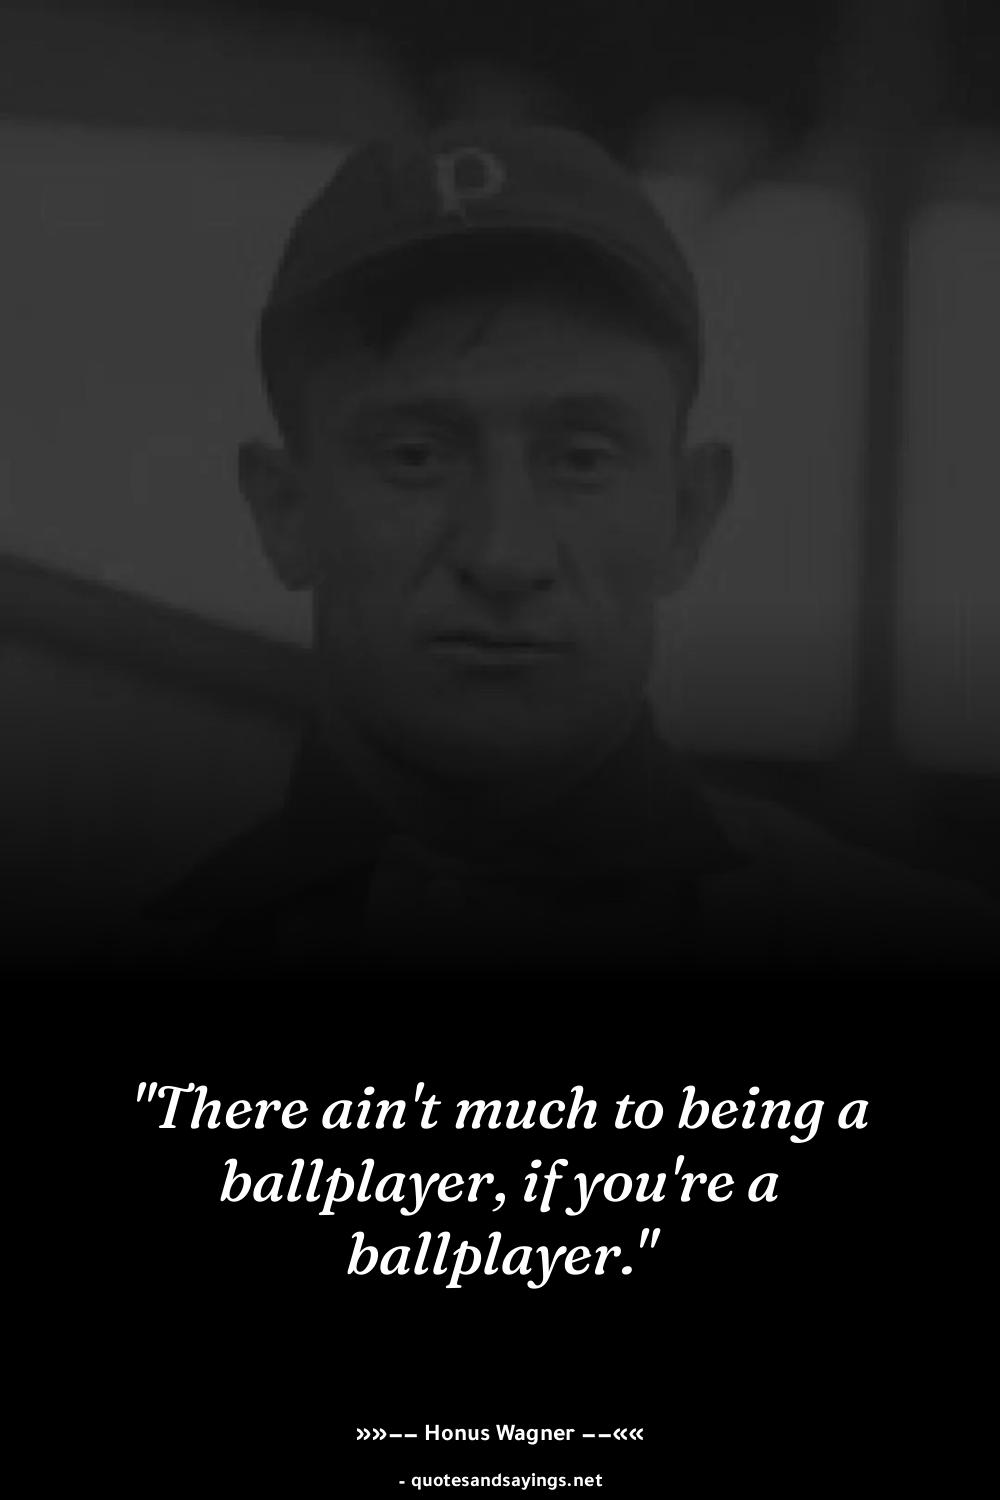 P
"There ain't much to being a
ballplayer, if you're a
ballplayer."
»»–– Honus Wagner ––««
- quotesandsayings.net